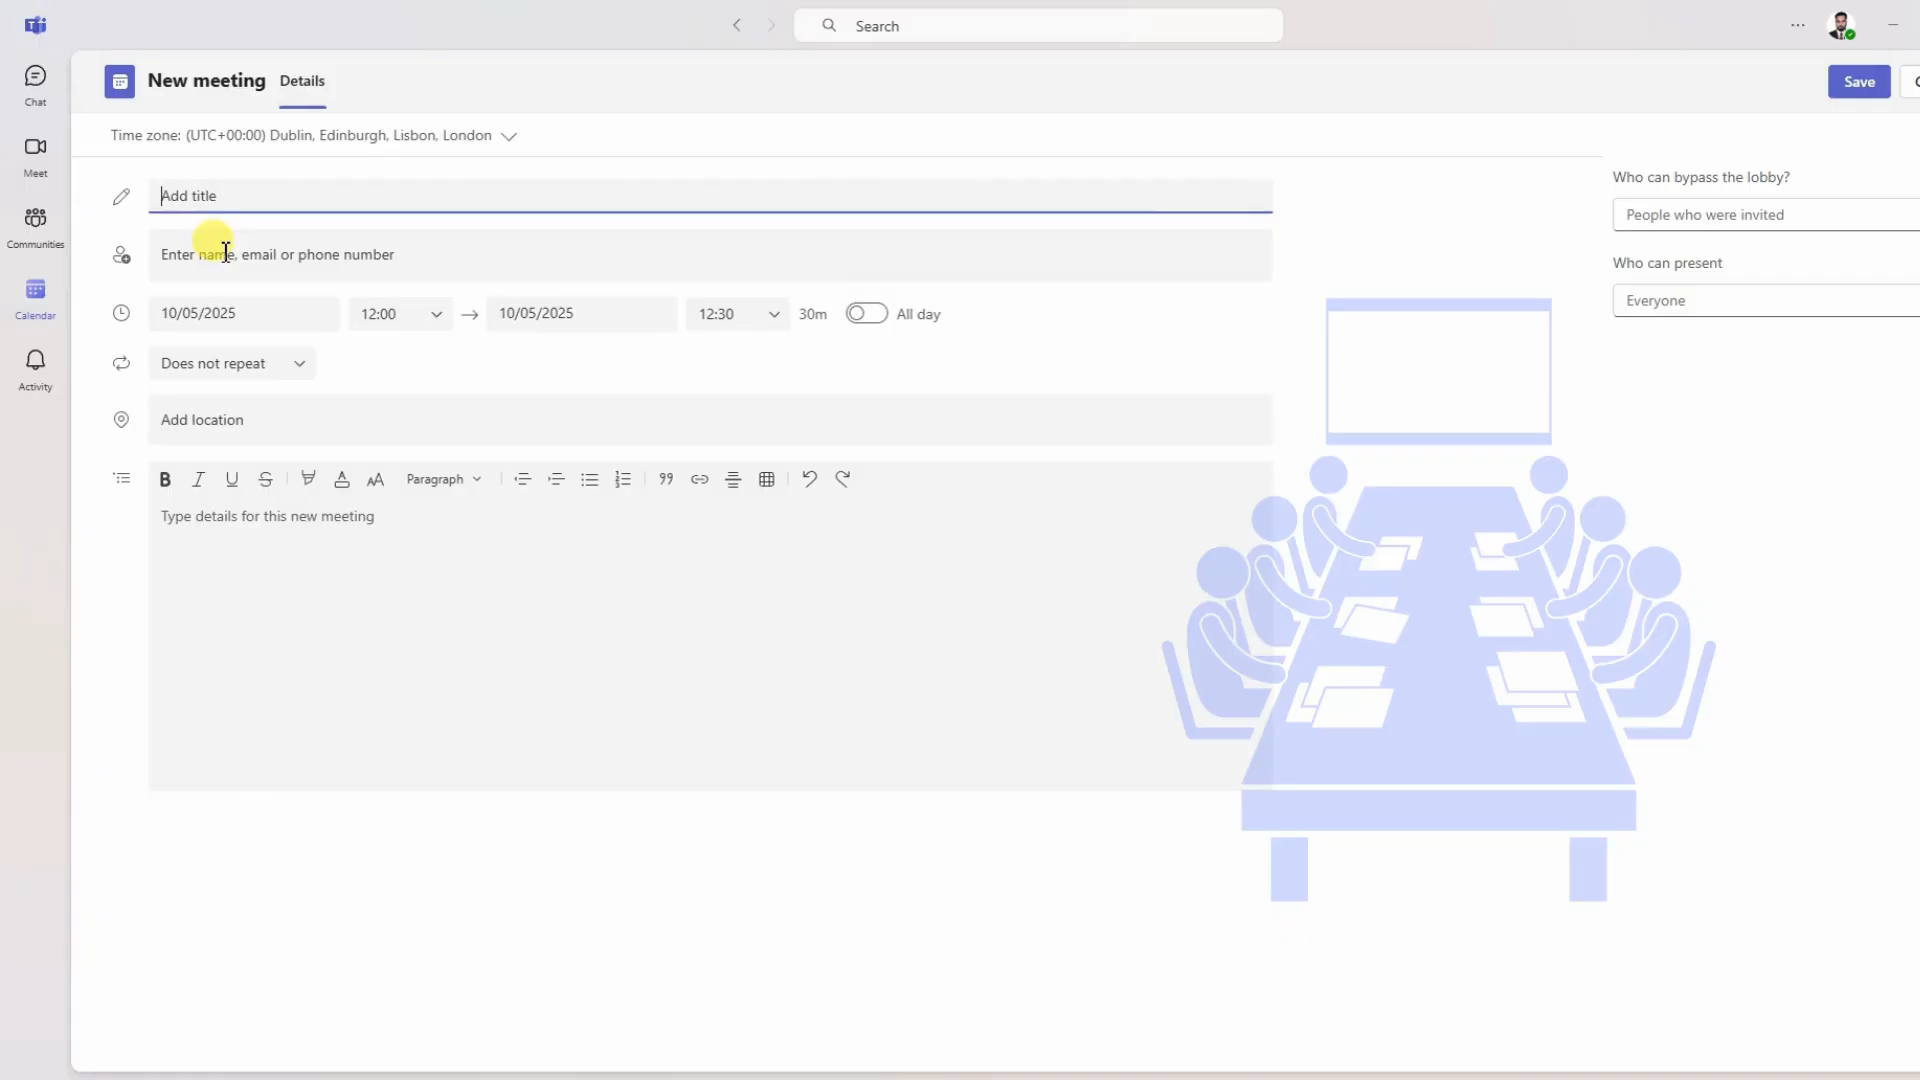 Search
Chat
Meet
Communities
Calendar
Activity
New meeting
Details
Save
Time zone: (UTC+00:00) Dublin, Edinburgh, Lisbon, London
Add title
Enter name, email or phone number
10/05/2025
12:00
10/05/2025
12:30
30m
All day
Does not repeat
Add location
B I U S
Paragraph
Type details for this new meeting
Who can bypass the lobby?
People who were invited
Who can present
Everyone